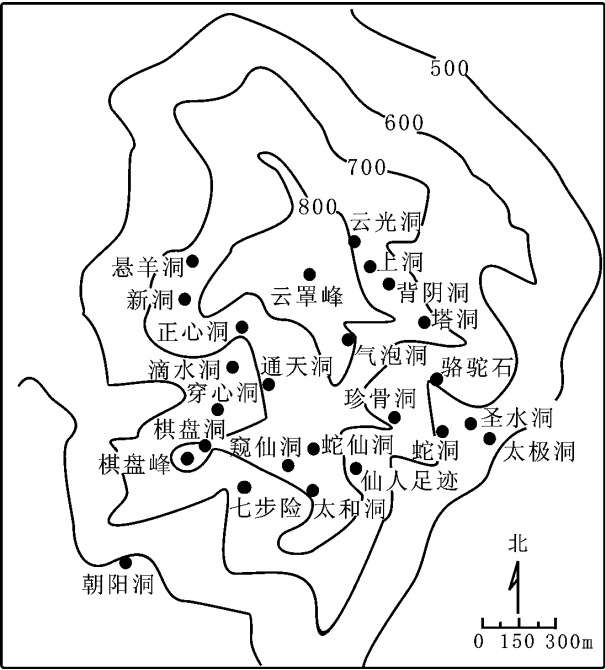 500
600
700
800
云光洞
上洞
悬羊洞
云罩峰
背阴洞
新洞
塔洞
正心洞
气泡洞
滴水洞
通天洞
骆驼石
穿心洞
珍骨洞
圣水洞
棋盘洞
窥仙洞
蛇仙洞
蛇洞
太极洞
棋盘峰
仙人足迹
七步险
太和洞
北
朝阳洞
0 150 300m